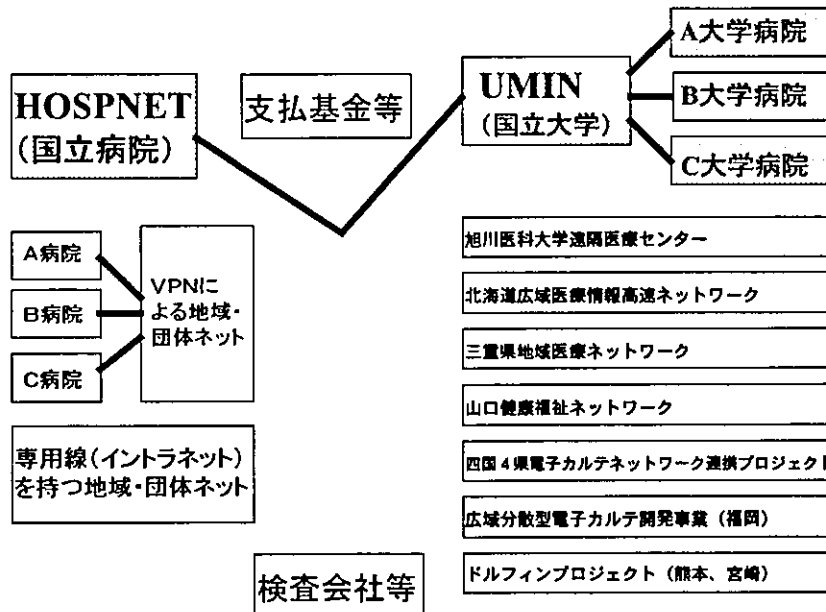 HOSPNET
(国立病院)
支払基金等
UMIN
(国立大学)
A大学病院
B大学病院
C大学病院
A病院
B病院
C病院
VPNに
よる地域・
団体ネット
専用線(イントラネット)
を持つ地域・団体ネット
検査会社等
旭川医科大学遠隔医療センター
北海道広域医療情報高速ネットワーク
三重県地域医療ネットワーク
山口健康福祉ネットワーク
四国4県電子カルテネットワーク連携プロジェクト
広域分散型電子カルテ開発事業(福岡)
ドルフィンプロジェクト(熊本、宮崎)